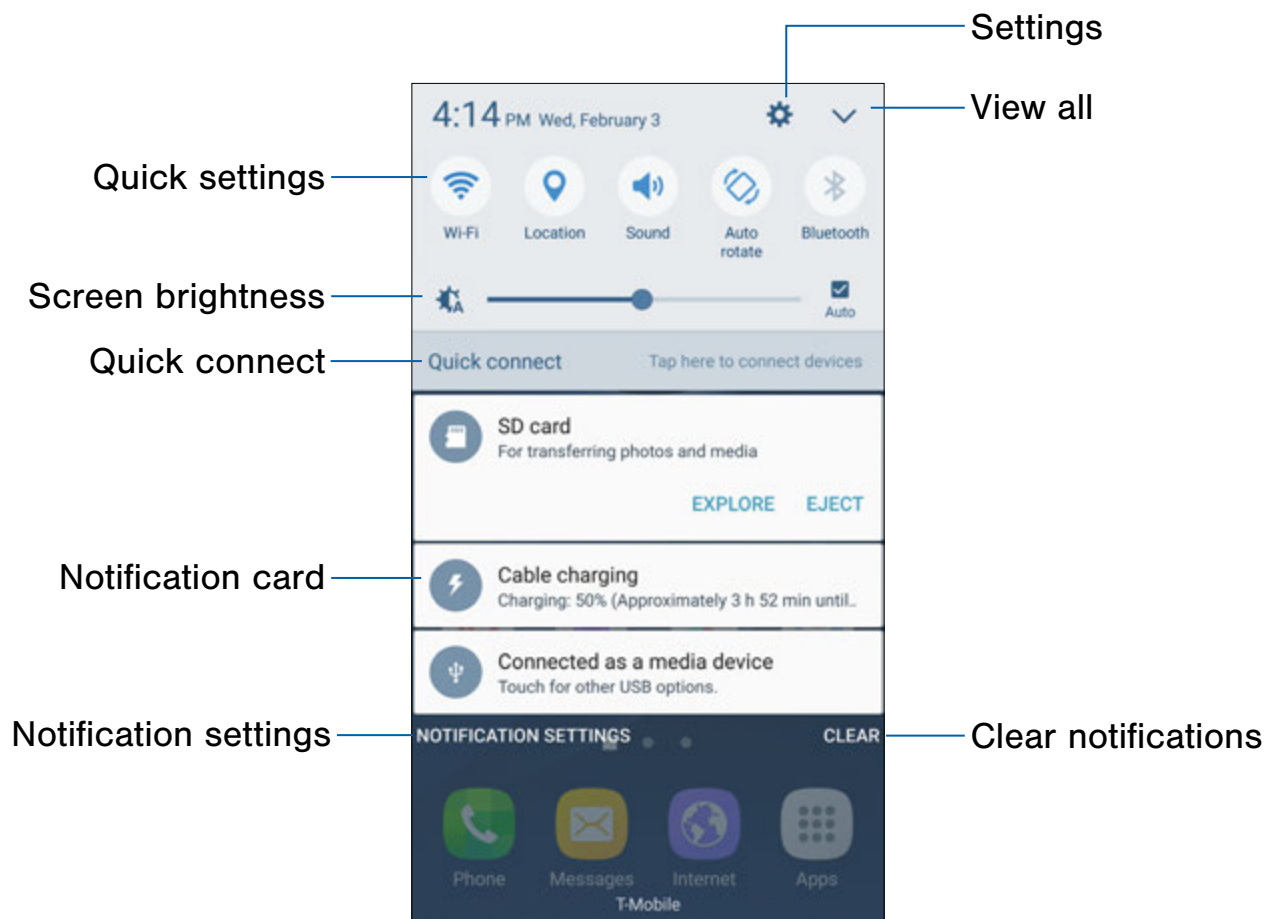 Settings
4:14 PM Wed, February 3
View all
Quick settings
Wi-Fi
Location
Sound
Auto
rotate
Bluetooth
Screen brightness
A
Auto
Quick connect
Quick connect
Tap here to connect devices
SD card
For transferring photos and media
EXPLORE
EJECT
Notification card
Cable charging
Charging: 50% (Approximately 3 h 52 min until..
Connected as a media device
Touch for other USB options.
Notification settings
NOTIFICATION SETTINGS
CLEAR
Clear notifications
Phone
Messages
Internet
Apps
T-Mobile